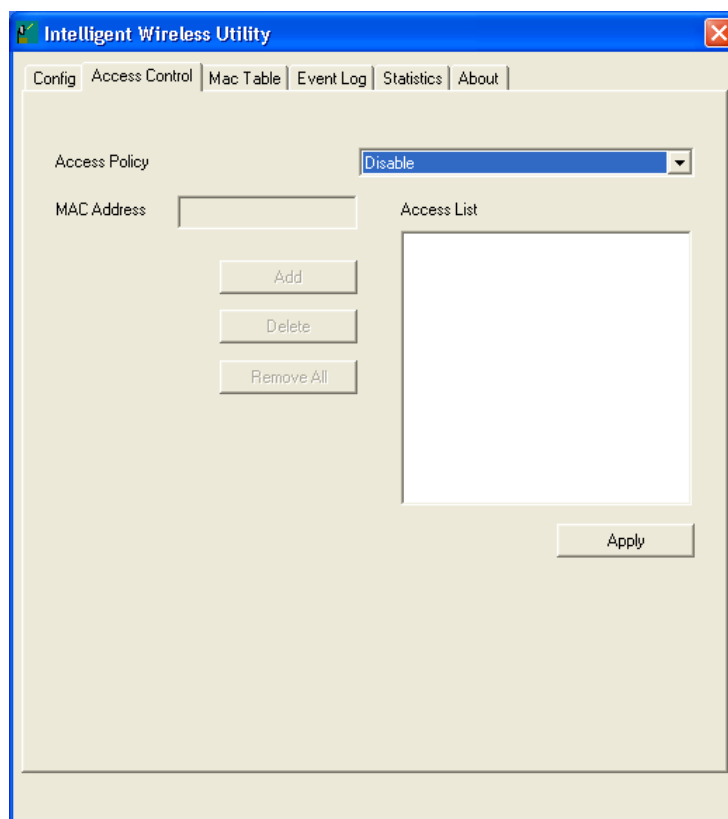 Intelligent Wireless Utility
Config Access Control Mac Table Event Log Statistics About
Access Policy Disable
MAC Address Access List
Add
Delete
Remove All
Apply